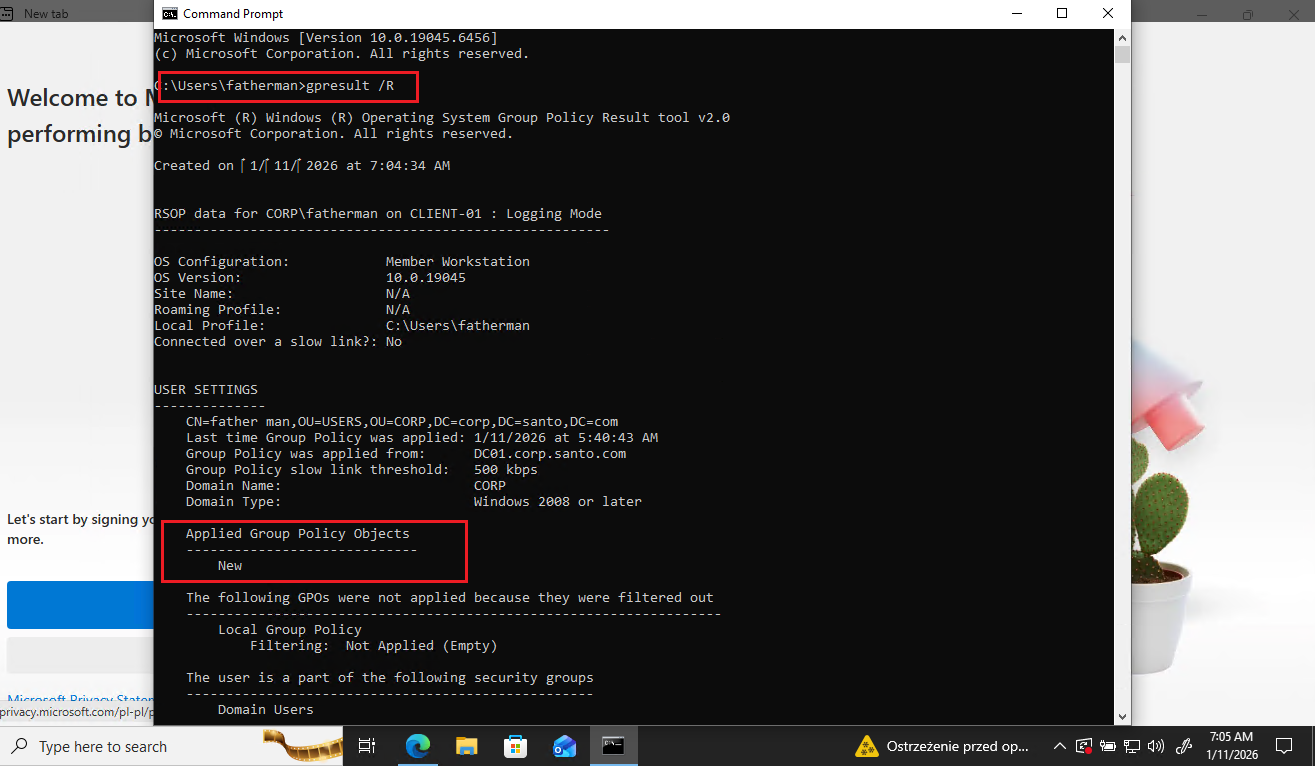 New tab
Command Prompt
Microsoft Windows [Version 10.0.19045.6456]
(c) Microsoft Corporation. All rights reserved.
C:\Users\fatherman>gpresult /R
Microsoft (R) Windows (R) Operating System Group Policy Result tool v2.0
© Microsoft Corporation. All rights reserved.
Created on 1/ 11/ 2026 at 7:04:34 AM
RSOP data for CORP\fatherman on CLIENT-01 : Logging Mode
---------------------------------------------------------
OS Configuration: Member Workstation
OS Version: 10.0.19045
Site Name: N/A
Roaming Profile: N/A
Local Profile: C:\Users\fatherman
Connected over a slow link?: No
USER SETTINGS
--------------
CN=father man,OU=USERS,OU=CORP,DC=corp,DC=santo,DC=com
Last time Group Policy was applied: 1/11/2026 at 5:40:43 AM
Group Policy was applied from: DC01.corp.santo.com
Group Policy slow link threshold: 500 kbps
Domain Name: CORP
Domain Type: Windows 2008 or later
Applied Group Policy Objects
-----------------------------
New
The following GPOs were not applied because they were filtered out
-------------------------------------------------------------------
Local Group Policy
Filtering: Not Applied (Empty)
The user is a part of the following security groups
---------------------------------------------------
Domain Users
Welcome to
performing
Let's start by signing
more.
Microsoft Privacy
privacy.microsoft.com/pl-pl/
Type here to search
Ostrzeżenie przed op...
7:05 AM
1/11/2026